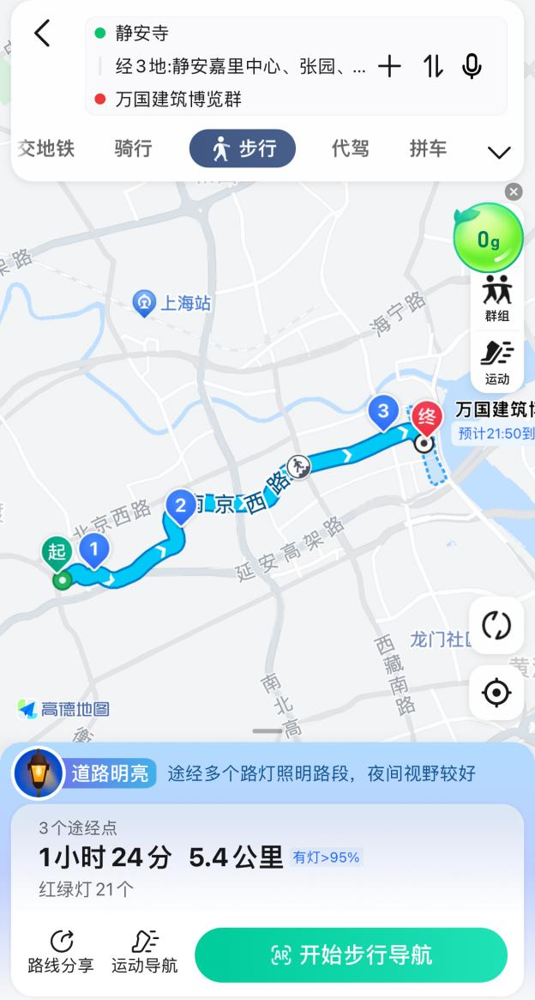 静安寺
经3地:静安嘉里中心、张园、...
万国建筑博览群
交地铁
骑行
步行
代驾
拼车
0g
群组
运动
上海站
海宁路
架路
万国建筑博
预计21:50到
3
终
2
南京西路
北京西路
起
1
延安高架路
龙门社区
西藏南路
南北高
黄浦
高德地图
衡
道路明亮
途经多个路灯照明路段，夜间视野较好
3个途经点
1小时24分 5.4公里 有灯>95%
红绿灯21个
路线分享
运动导航
AR 开始步行导航